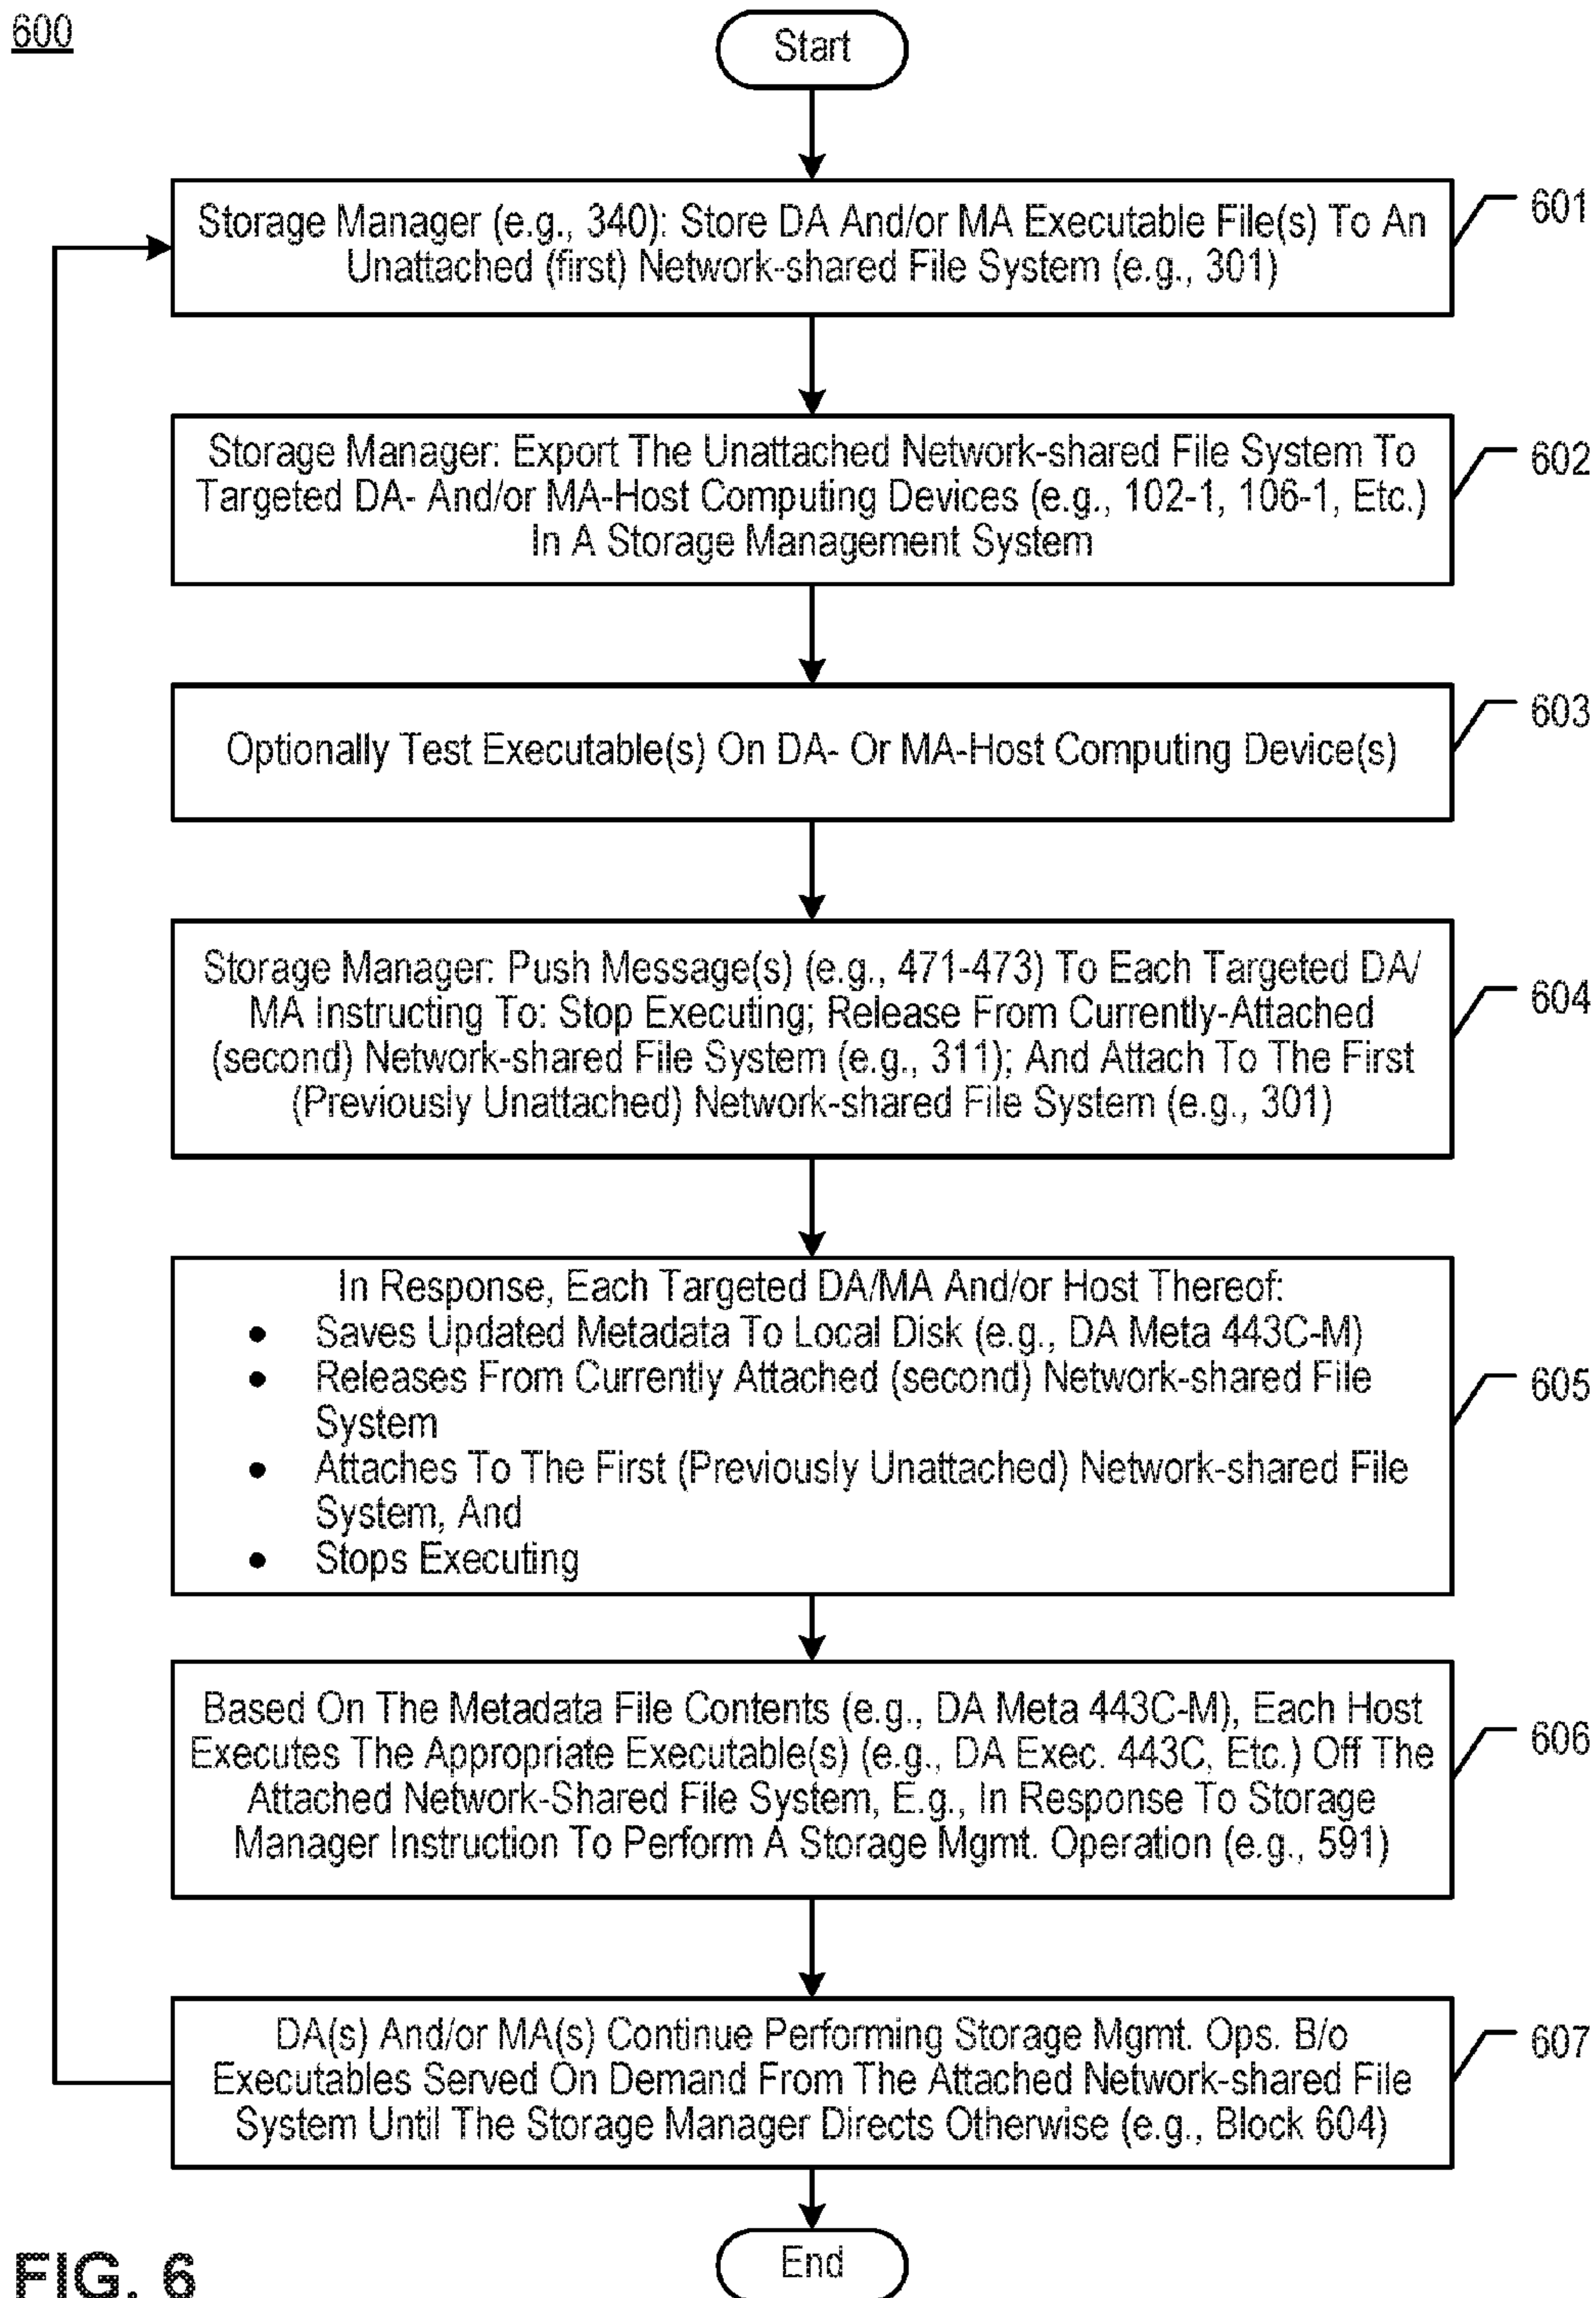 600
Start
Storage Manager (e.g., 340): Store DA And/or MA Executable File(s) To An
Unattached (first) Network-shared File System (e.g., 301)
601
Storage Manager: Export The Unattached Network-shared File System To
Targeted DA- And/or MA-Host Computing Devices (e.g., 102-1, 106-1, Etc.)
In A Storage Management System
602
Optionally Test Executable(s) On DA- Or MA-Host Computing Device(s)
603
Storage Manager: Push Message(s) (e.g., 471-473) To Each Targeted DA/
MA Instructing To: Stop Executing; Release From Currently-Attached
(second) Network-shared File System (e.g., 311); And Attach To The First
(Previously Unattached) Network-shared File System (e.g., 301)
604
In Response, Each Targeted DA/MA And/or Host Thereof:
• Saves Updated Metadata To Local Disk (e.g., DA Meta 443C-M)
• Releases From Currently Attached (second) Network-shared File
System
• Attaches To The First (Previously Unattached) Network-shared File
System, And
• Stops Executing
605
Based On The Metadata File Contents (e.g., DA Meta 443C-M), Each Host
Executes The Appropriate Executable(s) (e.g., DA Exec. 443C, Etc.) Off The
Attached Network-Shared File System, E.g., In Response To Storage
Manager Instruction To Perform A Storage Mgmt. Operation (e.g., 591)
606
DA(s) And/or MA(s) Continue Performing Storage Mgmt. Ops. B/o
Executables Served On Demand From The Attached Network-shared File
System Until The Storage Manager Directs Otherwise (e.g., Block 604)
607
End
FIG. 6